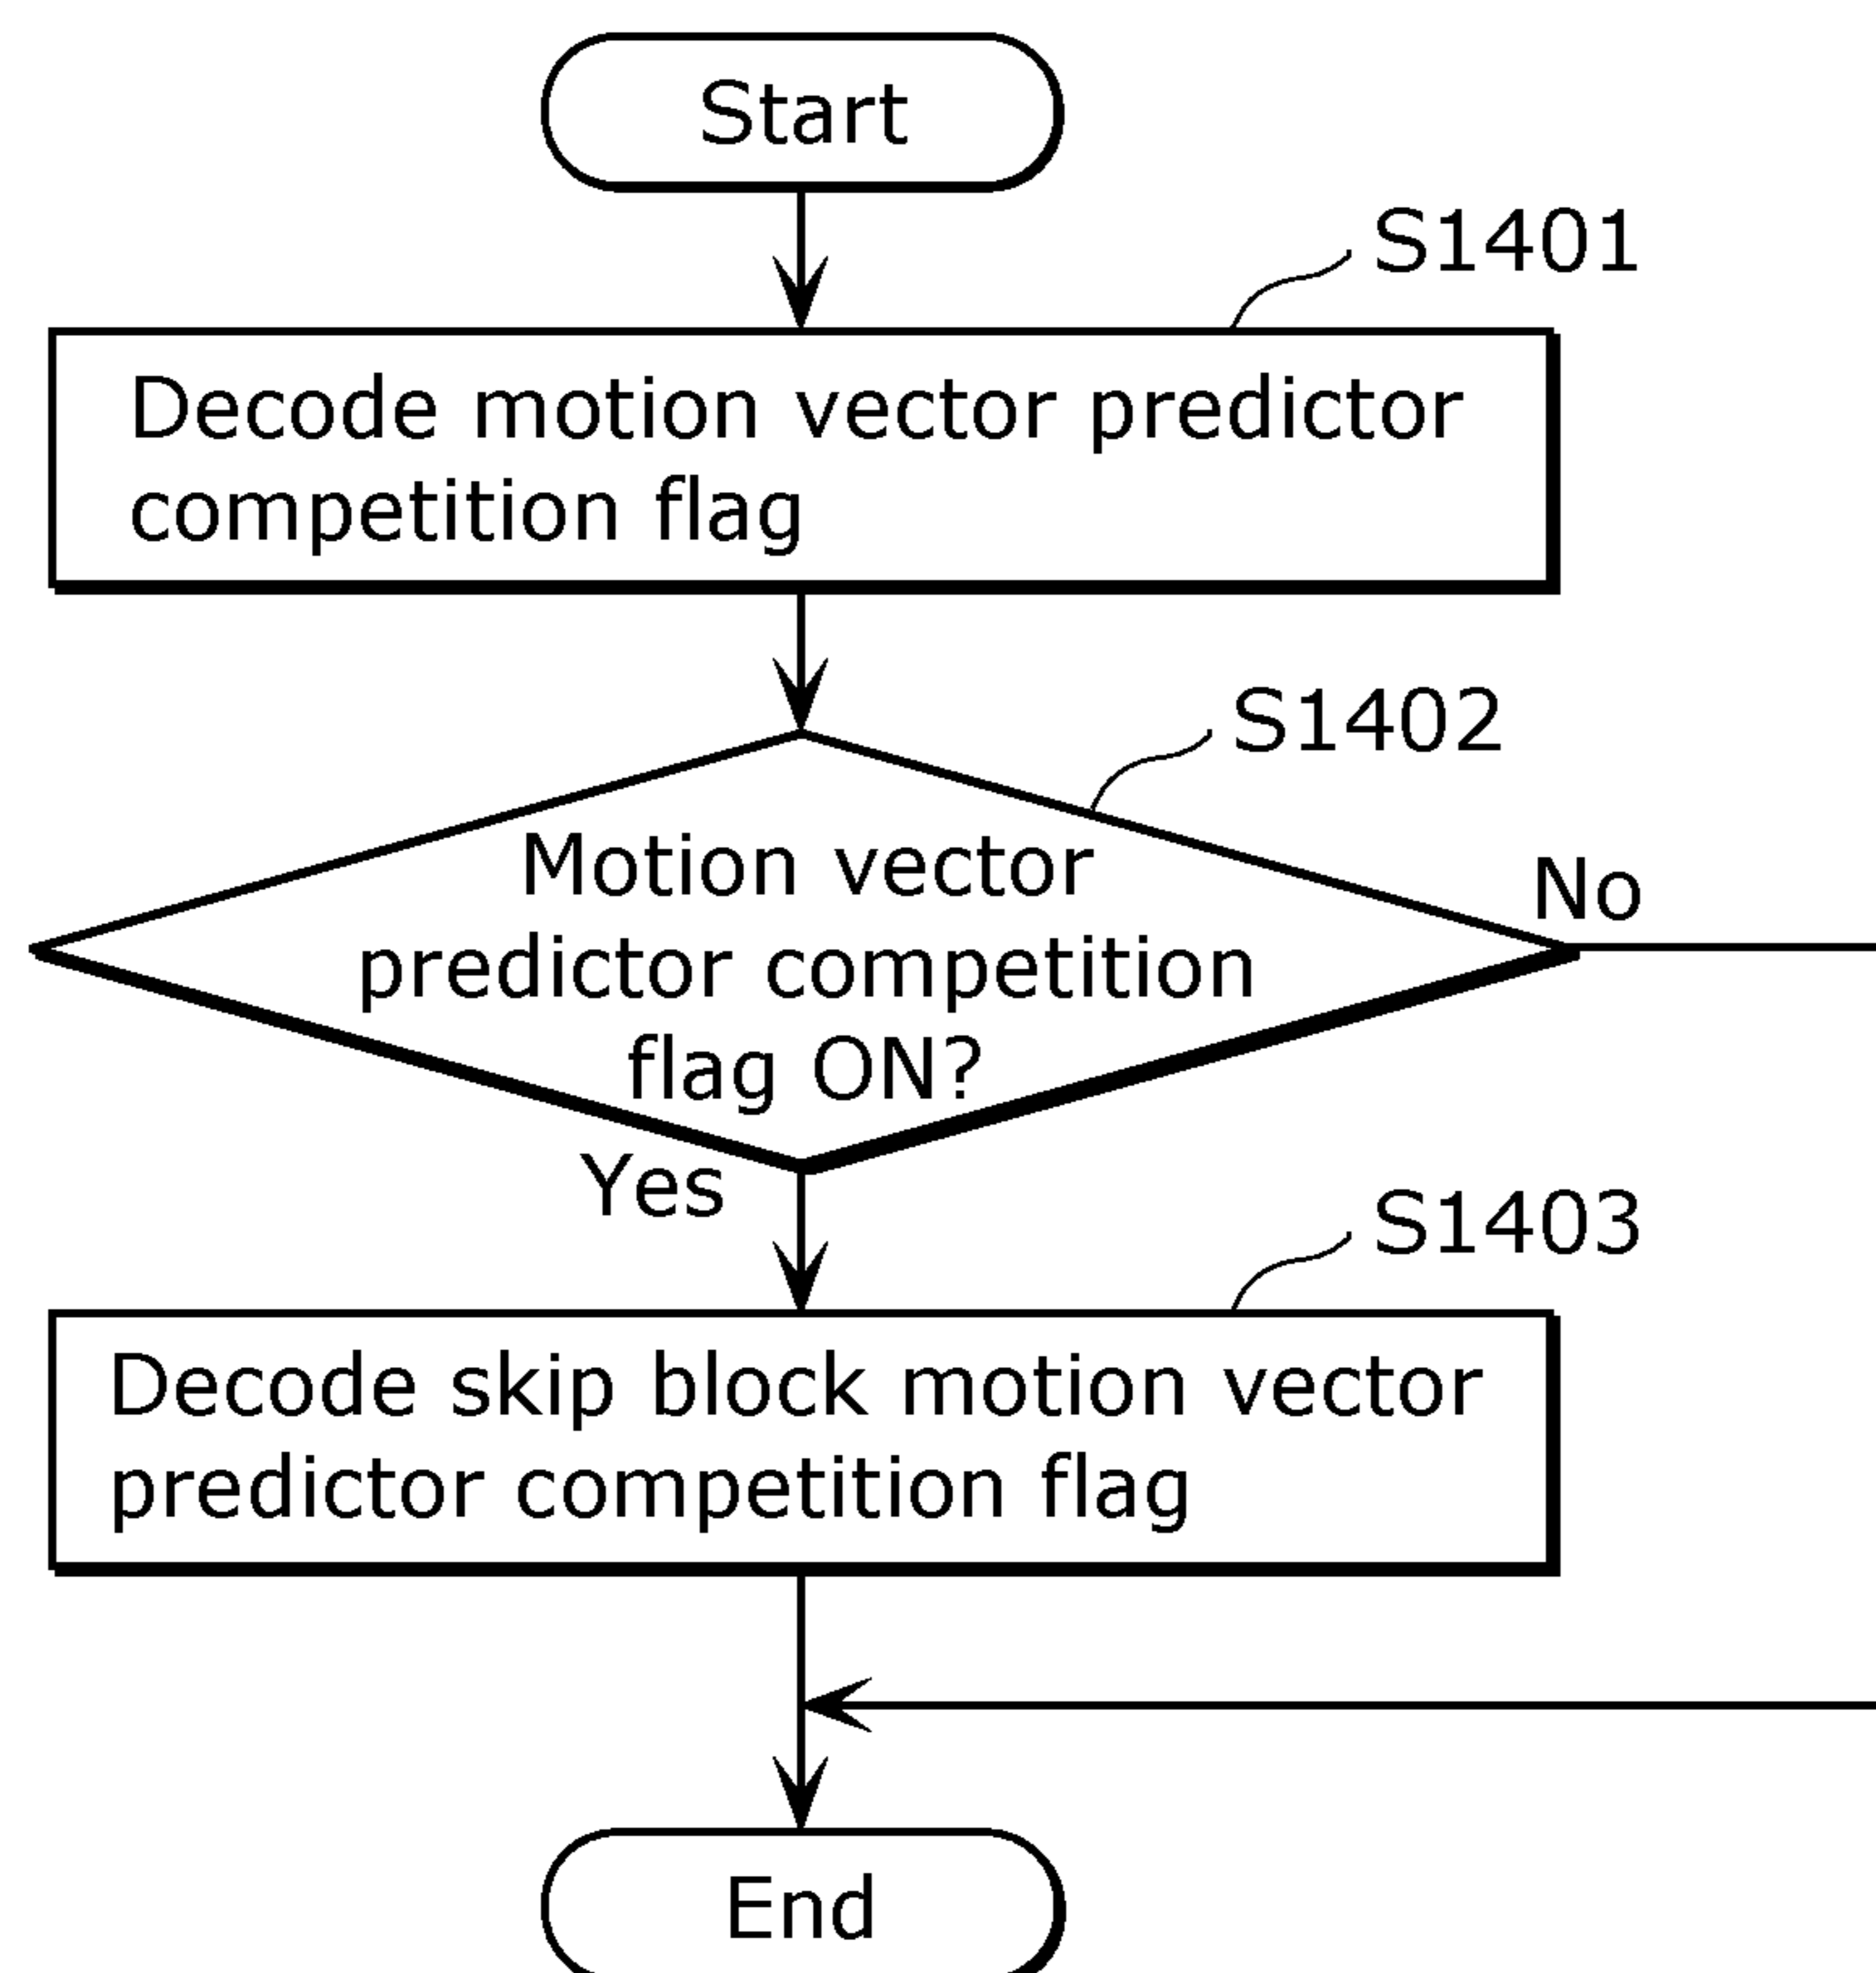 Start
S1401
Decode motion vector predictor
competition flag
S1402
Motion vector
predictor competition
flag ON?
No
Yes
S1403
Decode skip block motion vector
predictor competition flag
End